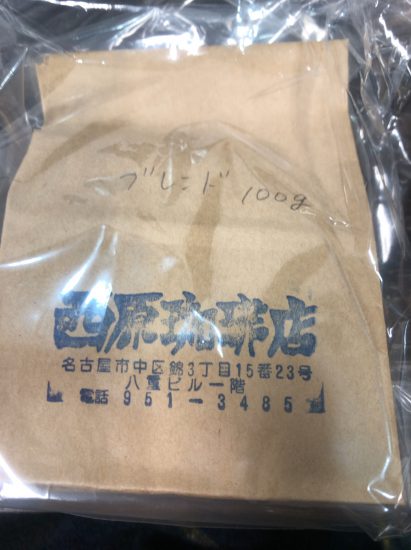 ブレンド 100g
西原珈琲店
名古屋市中区錦3丁目15番23号
八重ビル一階
電話 951-3485